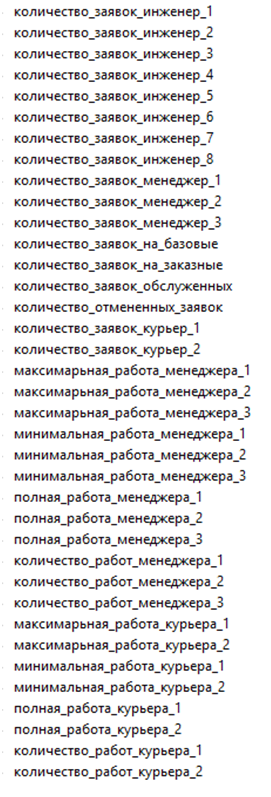 количество_заявок_инженер_1
количество_заявок_инженер_2
количество_заявок_инженер_3
количество_заявок_инженер_4
количество_заявок_инженер_5
количество_заявок_инженер_6
количество_заявок_инженер_7
количество_заявок_инженер_8
количество_заявок_менеджер_1
количество_заявок_менеджер_2
количество_заявок_менеджер_3
количество_заявок_на_базовые
количество_заявок_на_заказные
количество_заявок_обслуженных
количество_отмененных_заявок
количество_заявок_курьер_1
количество_заявок_курьер_2
максимарьная_работа_менеджера_1
максимарьная_работа_менеджера_2
максимарьная_работа_менеджера_3
минимальная_работа_менеджера_1
минимальная_работа_менеджера_2
минимальная_работа_менеджера_3
полная_работа_менеджера_1
полная_работа_менеджера_2
полная_работа_менеджера_3
количество_работ_менеджера_1
количество_работ_менеджера_2
количество_работ_менеджера_3
максимарьная_работа_курьера_1
максимарьная_работа_курьера_2
минимальная_работа_курьера_1
минимальная_работа_курьера_2
полная_работа_курьера_1
полная_работа_курьера_2
количество_работ_курьера_1
количество_работ_курьера_2